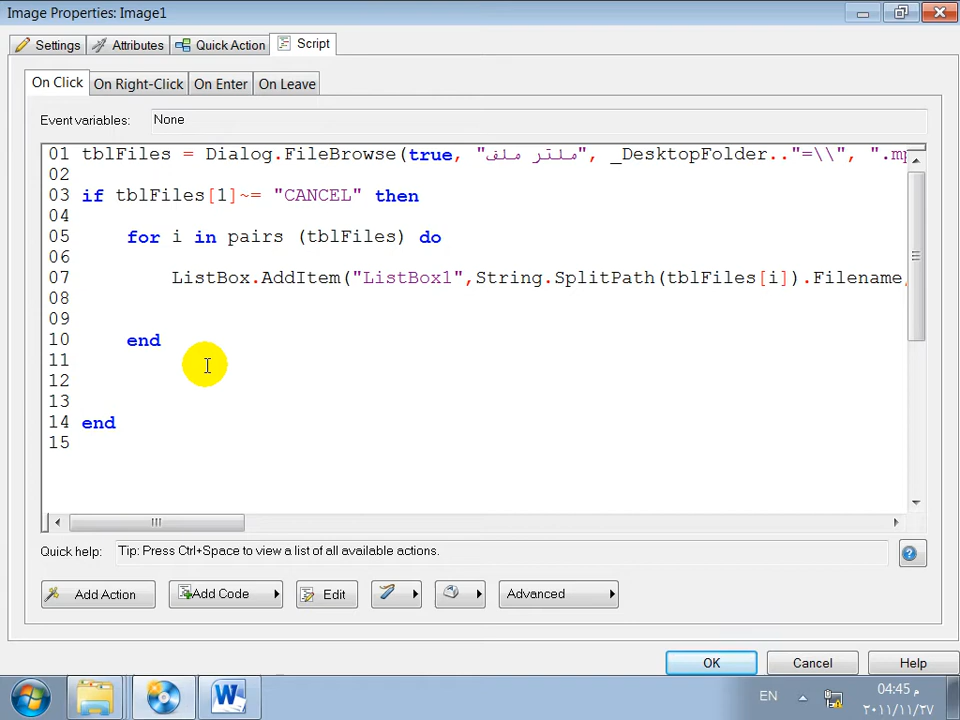 Image Properties: Image1
Settings
Attributes
Quick Action
Script
On Click
On Right-Click
On Enter
On Leave
Event variables:
None
01 tblFiles = Dialog.FileBrowse(true, "ملتر ملف", _DesktopFolder.."=\\", ".mp
02
03 if tblFiles[1]~= "CANCEL" then
04
05 for i in pairs (tblFiles) do
06
07 ListBox.AddItem("ListBox1",String.SplitPath(tblFiles[i]).Filename,
08
09
10 end
11
12
13
14 end
15
Quick help:
Tip: Press Ctrl+Space to view a list of all available actions.
Add Action
Add Code
Edit
Advanced
OK
Cancel
Help
EN
04:45 م
٢٠١١/١١/٢٧